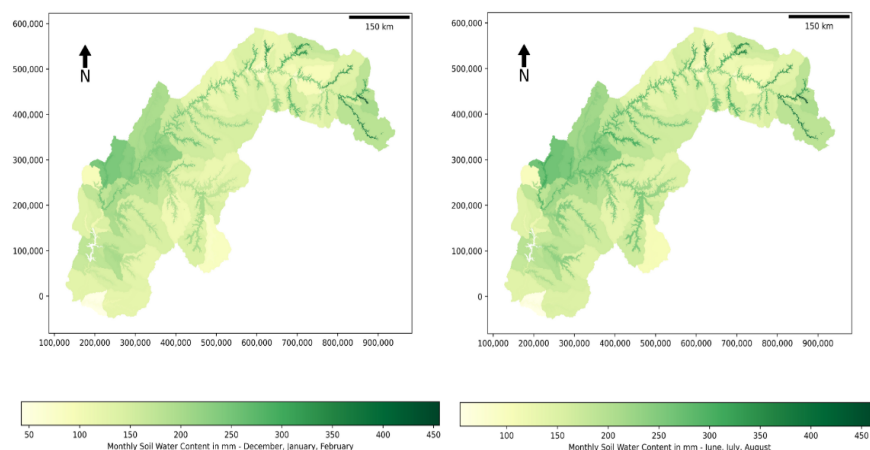 150 km
150 km
600,000
500,000
400,000
300,000
200,000
100,000
0
N
100,000 200,000 300,000 400,000 500,000 600,000 700,000 800,000 900,000
600,000
500,000
400,000
300,000
200,000
100,000
0
N
100,000 200,000 300,000 400,000 500,000 600,000 700,000 800,000 900,000
50 100 150 200 250 300 350 400 450
Monthly Soil Water Content in mm - December, January, February
100 150 200 250 300 350 400 450
Monthly Soil Water Content in mm - June, July, August